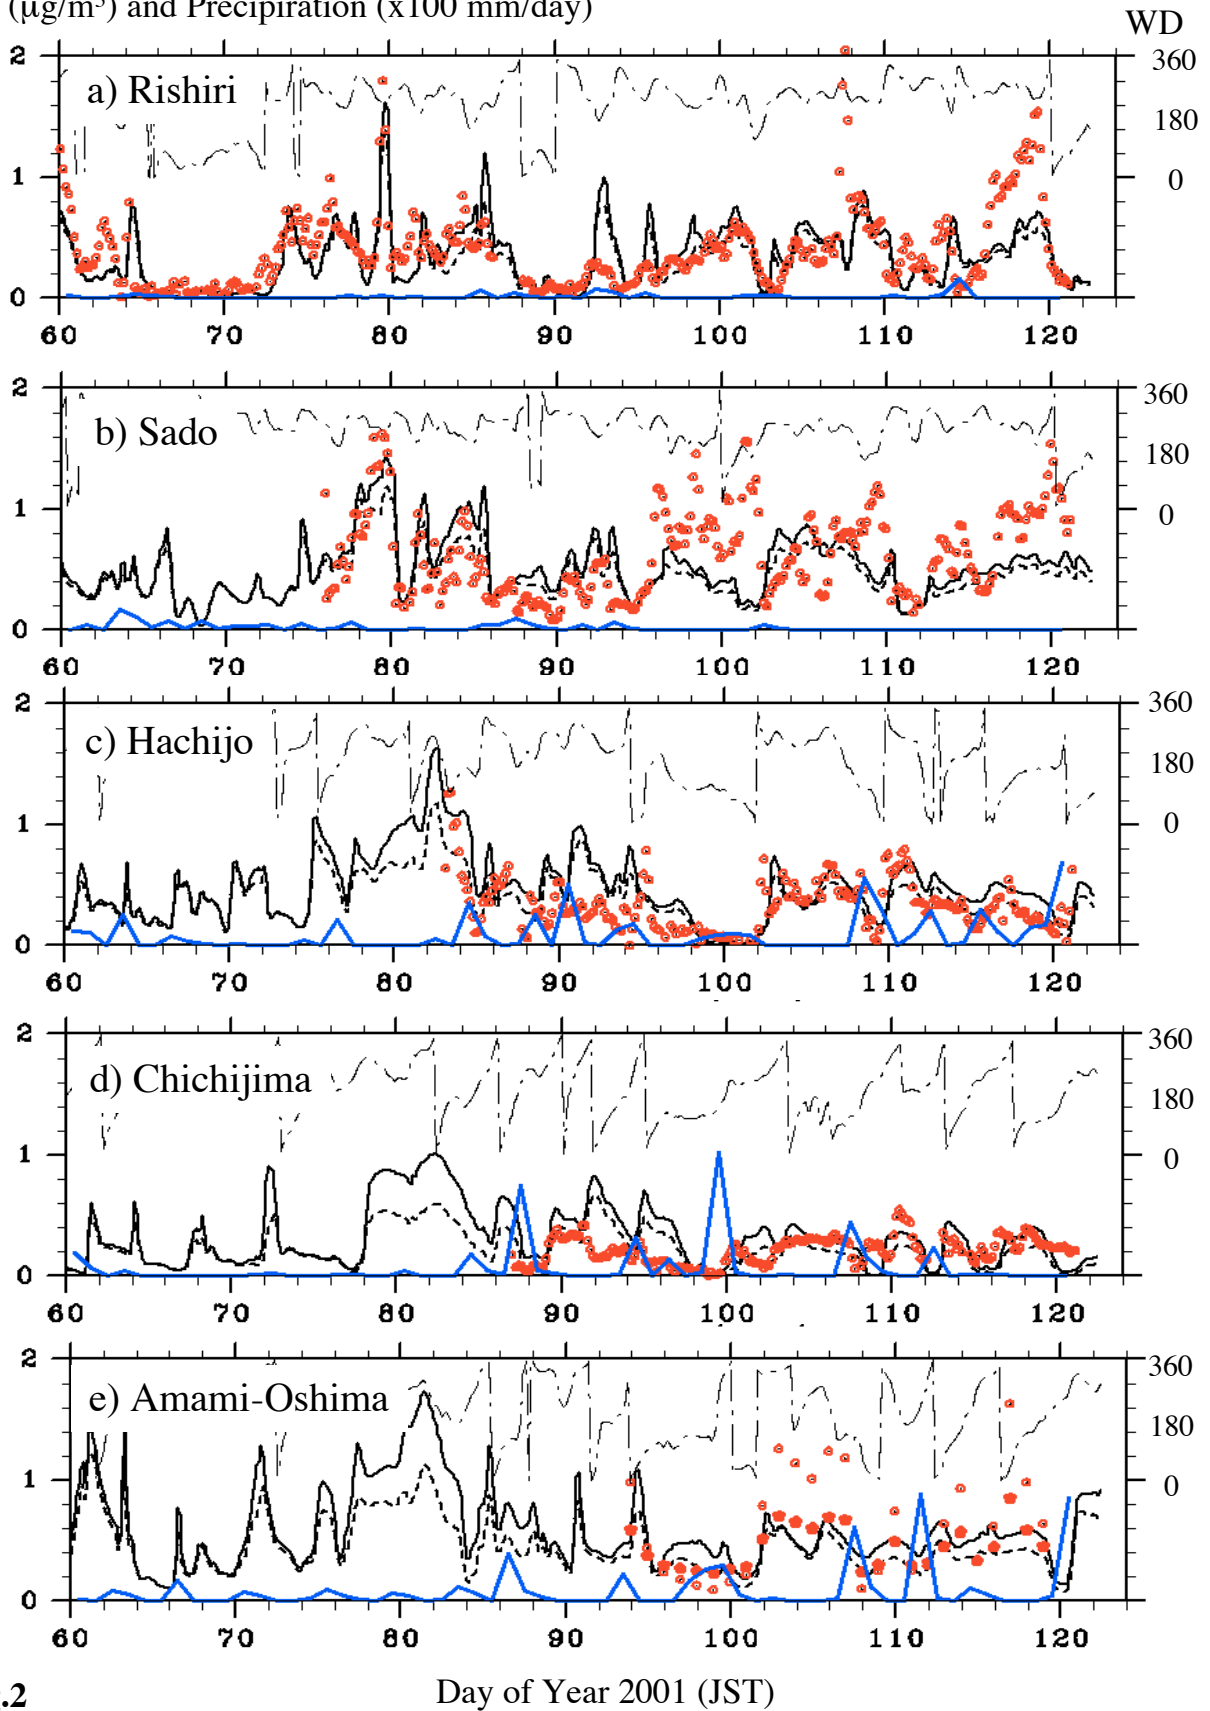 (μg/m³) and Precipiration (x100 mm/day)
WD
2 360
a) Rishiri
180
1 0
0
60 70 80 90 100 110 120
2 360
b) Sado
180
1 0
0
60 70 80 90 100 110 120
2 360
c) Hachijo
180
1 0
0
60 70 80 90 100 110 120
2 360
d) Chichijima
180
1 0
0
60 70 80 90 100 110 120
2 360
e) Amami-Oshima
180
1 0
0
60 70 80 90 100 110 120
Day of Year 2001 (JST)
.2